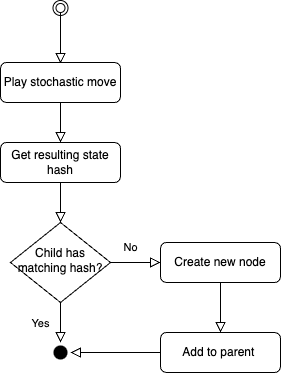 Play stochastic move
Get resulting state
hash
Child has
matching hash?
No
Create new node
Yes
Add to parent